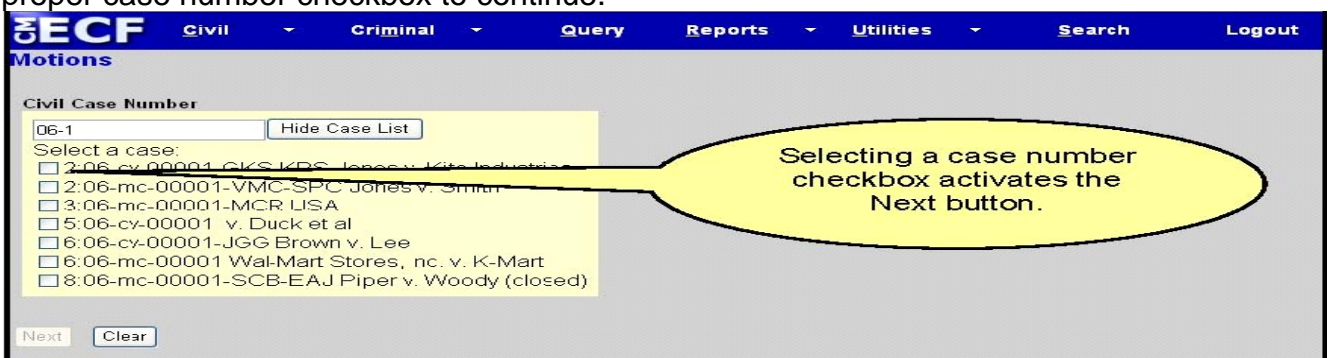 proper case number checkbox to continue.
CM ECF Civil Criminal Query Reports Utilities Search Logout
Motions
Civil Case Number
06-1 Hide Case List
Select a case:
2:06-cv-00001-GKS-KRS Jones v. Kite Industries
2:06-mc-00001-VMC-SPC Jones v. Smith
3:06-mc-00001-MCR USA
5:06-cv-00001 v. Duck et al
6:06-cv-00001-JGG Brown v. Lee
6:06-mc-00001 Wal-Mart Stores, nc. v. K-Mart
8:06-mc-00001-SCB-EAJ Piper v. Woody (closed)
Selecting a case number
checkbox activates the
Next button.
Next Clear